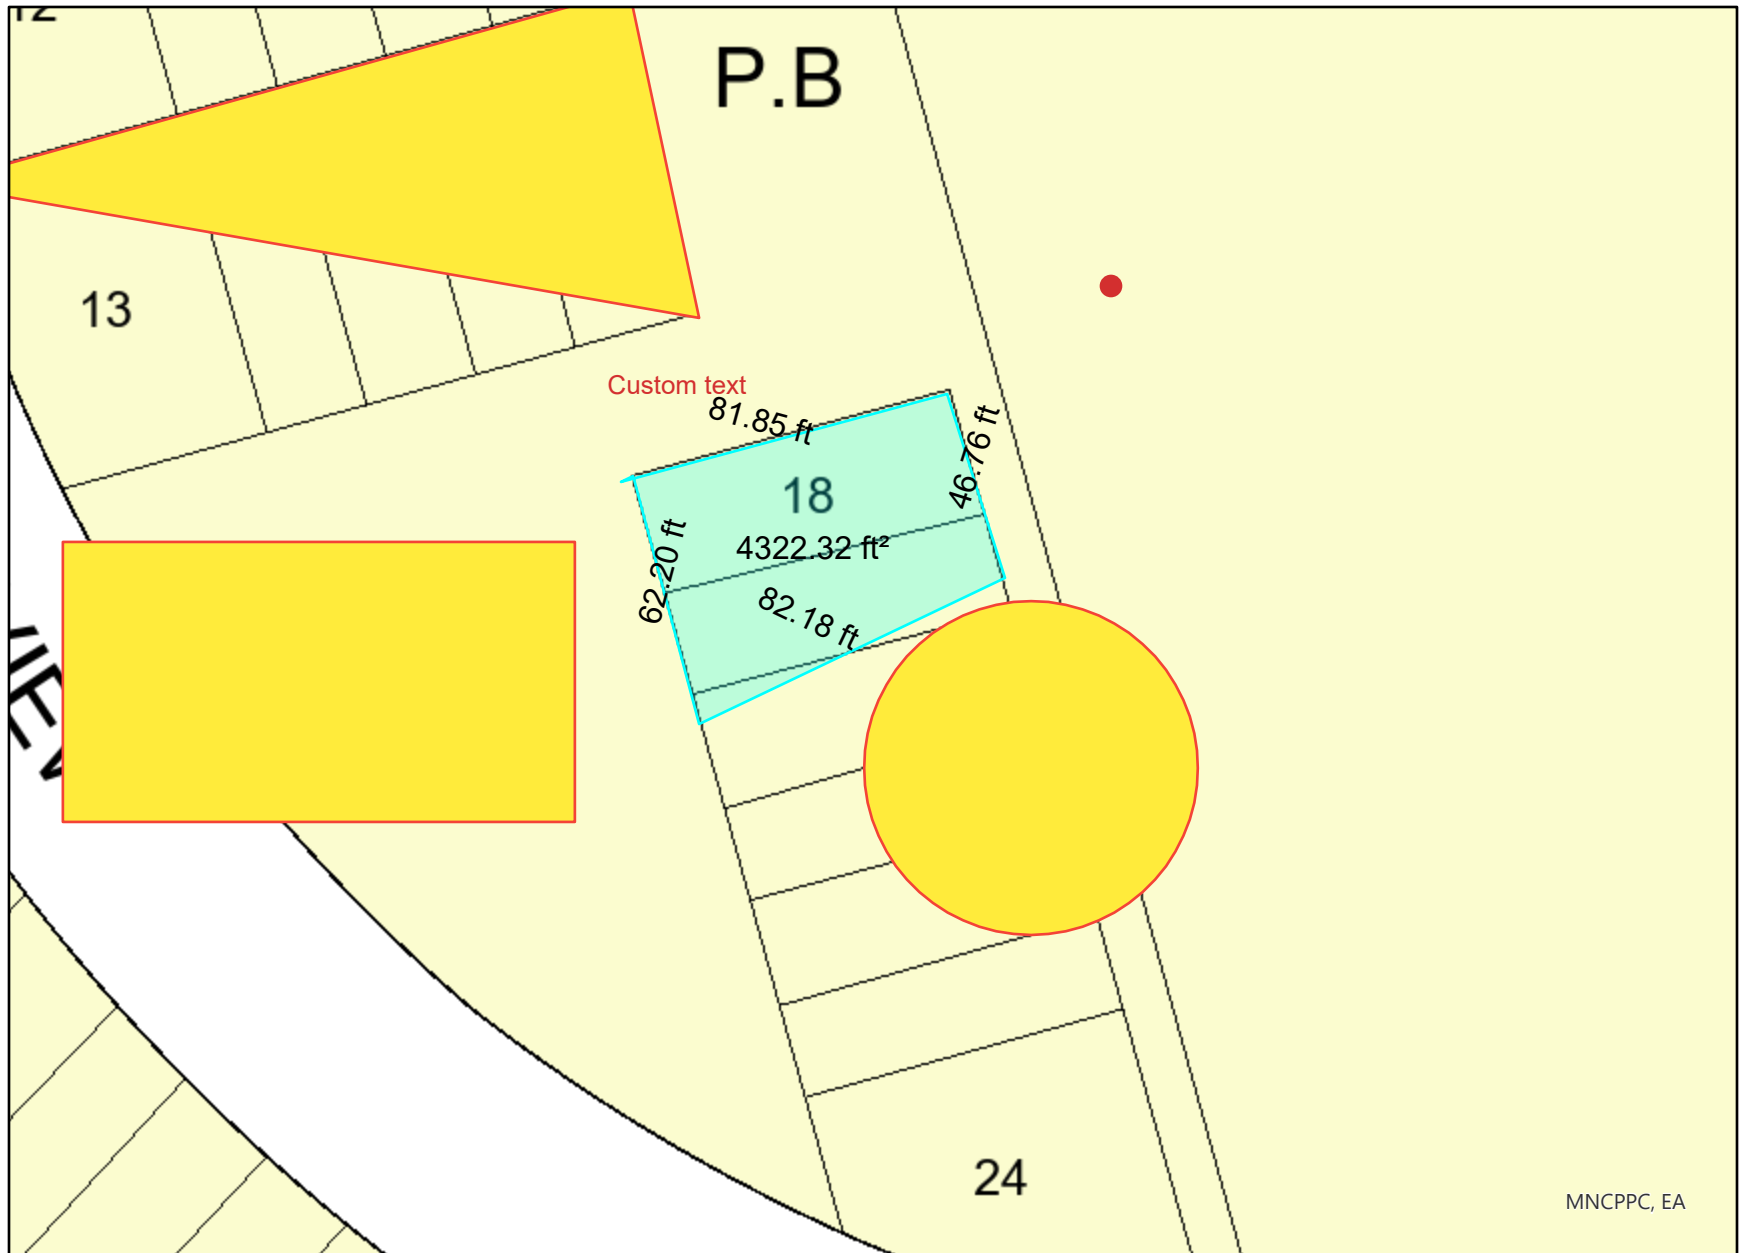 12
P.B
13
Custom text
81.85 ft
46.76 ft
18
62.20 ft
4322.32 ft²
82.18 ft
24
MNCPPC, EA